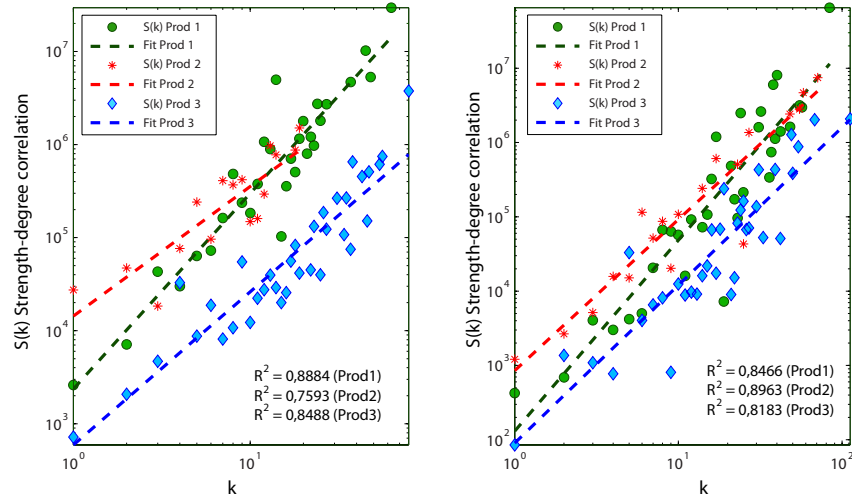 S(k) Prod 1
Fit Prod 1
S(k) Prod 2
Fit Prod 2
S(k) Prod 3
Fit Prod 3
S(k) Strength-degree correlation
10^7
10^6
10^5
10^4
10^3
R^2 = 0,8884 (Prod1)
R^2 = 0,7593 (Prod2)
R^2 = 0,8488 (Prod3)
10^0
10^1
k
S(k) Prod 1
Fit Prod 1
S(k) Prod 2
Fit Prod 2
S(k) Prod 3
Fit Prod 3
S(k) Strength-degree correlation
10^7
10^6
10^5
10^4
10^3
10^2
R^2 = 0,8466 (Prod1)
R^2 = 0,8963 (Prod2)
R^2 = 0,8183 (Prod3)
10^0
10^1
10^2
k